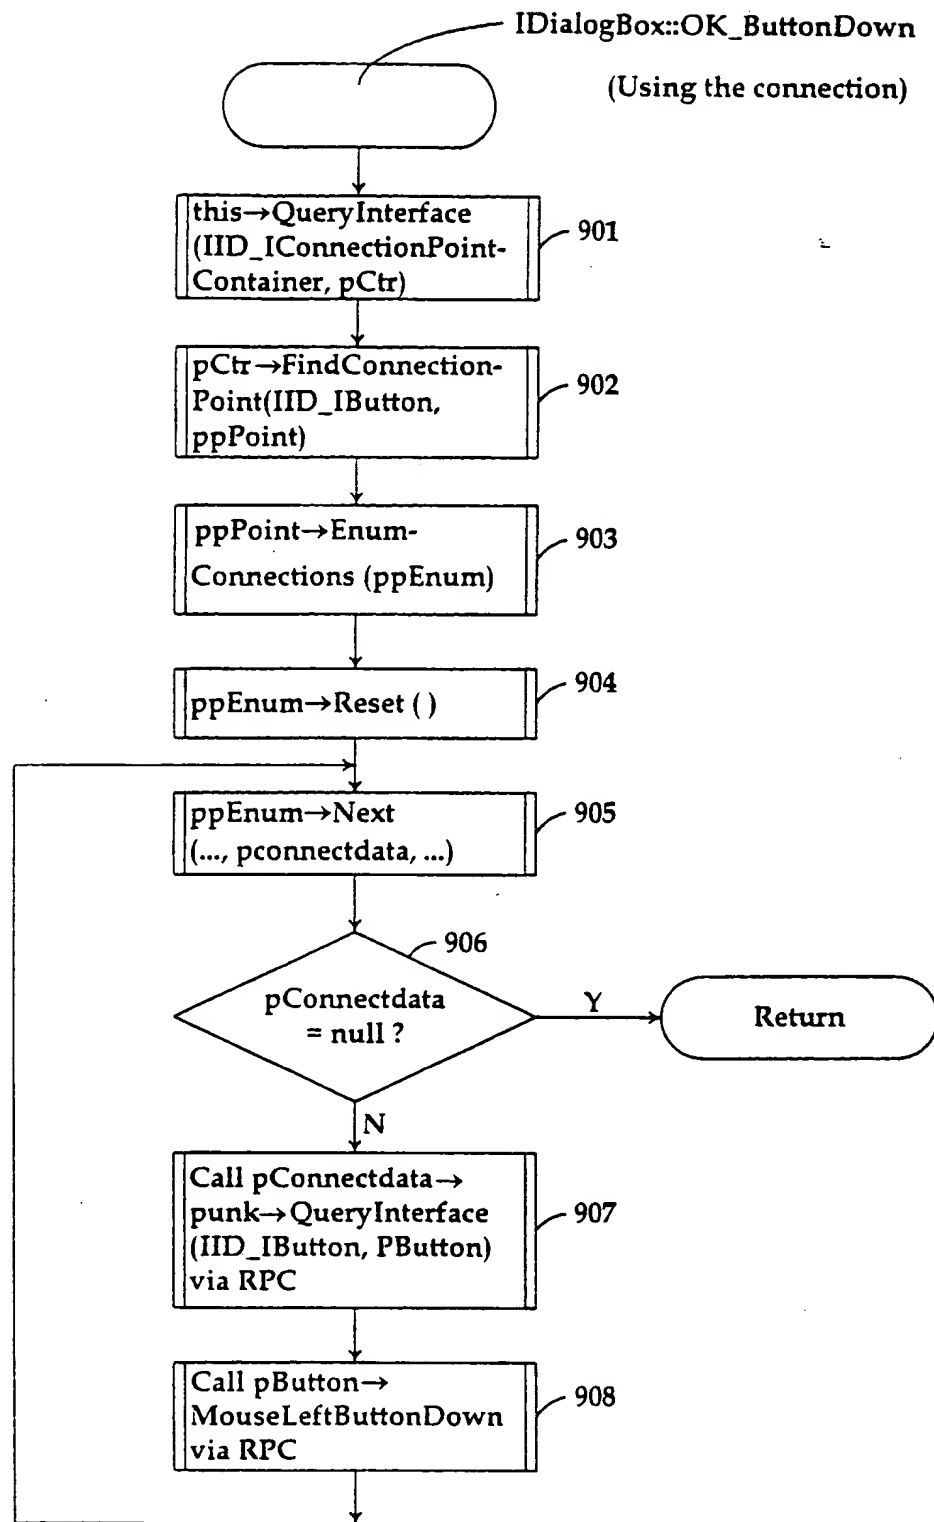 IDialogBox::OK_ButtonDown
(Using the connection)
this→QueryInterface
(IID_IConnectionPoint-
Container, pCtr)
901
pCtr→FindConnection-
Point(IID_IButton,
ppPoint)
902
ppPoint→Enum-
Connections (ppEnum)
903
ppEnum→Reset ( )
904
ppEnum→Next
(..., pconnectdata, ...)
905
906
pConnectdata
= null ?
Y
Return
N
Call pConnectdata→
punk→QueryInterface
(IID_IButton, PButton)
via RPC
907
Call pButton→
MouseLeftButtonDown
via RPC
908